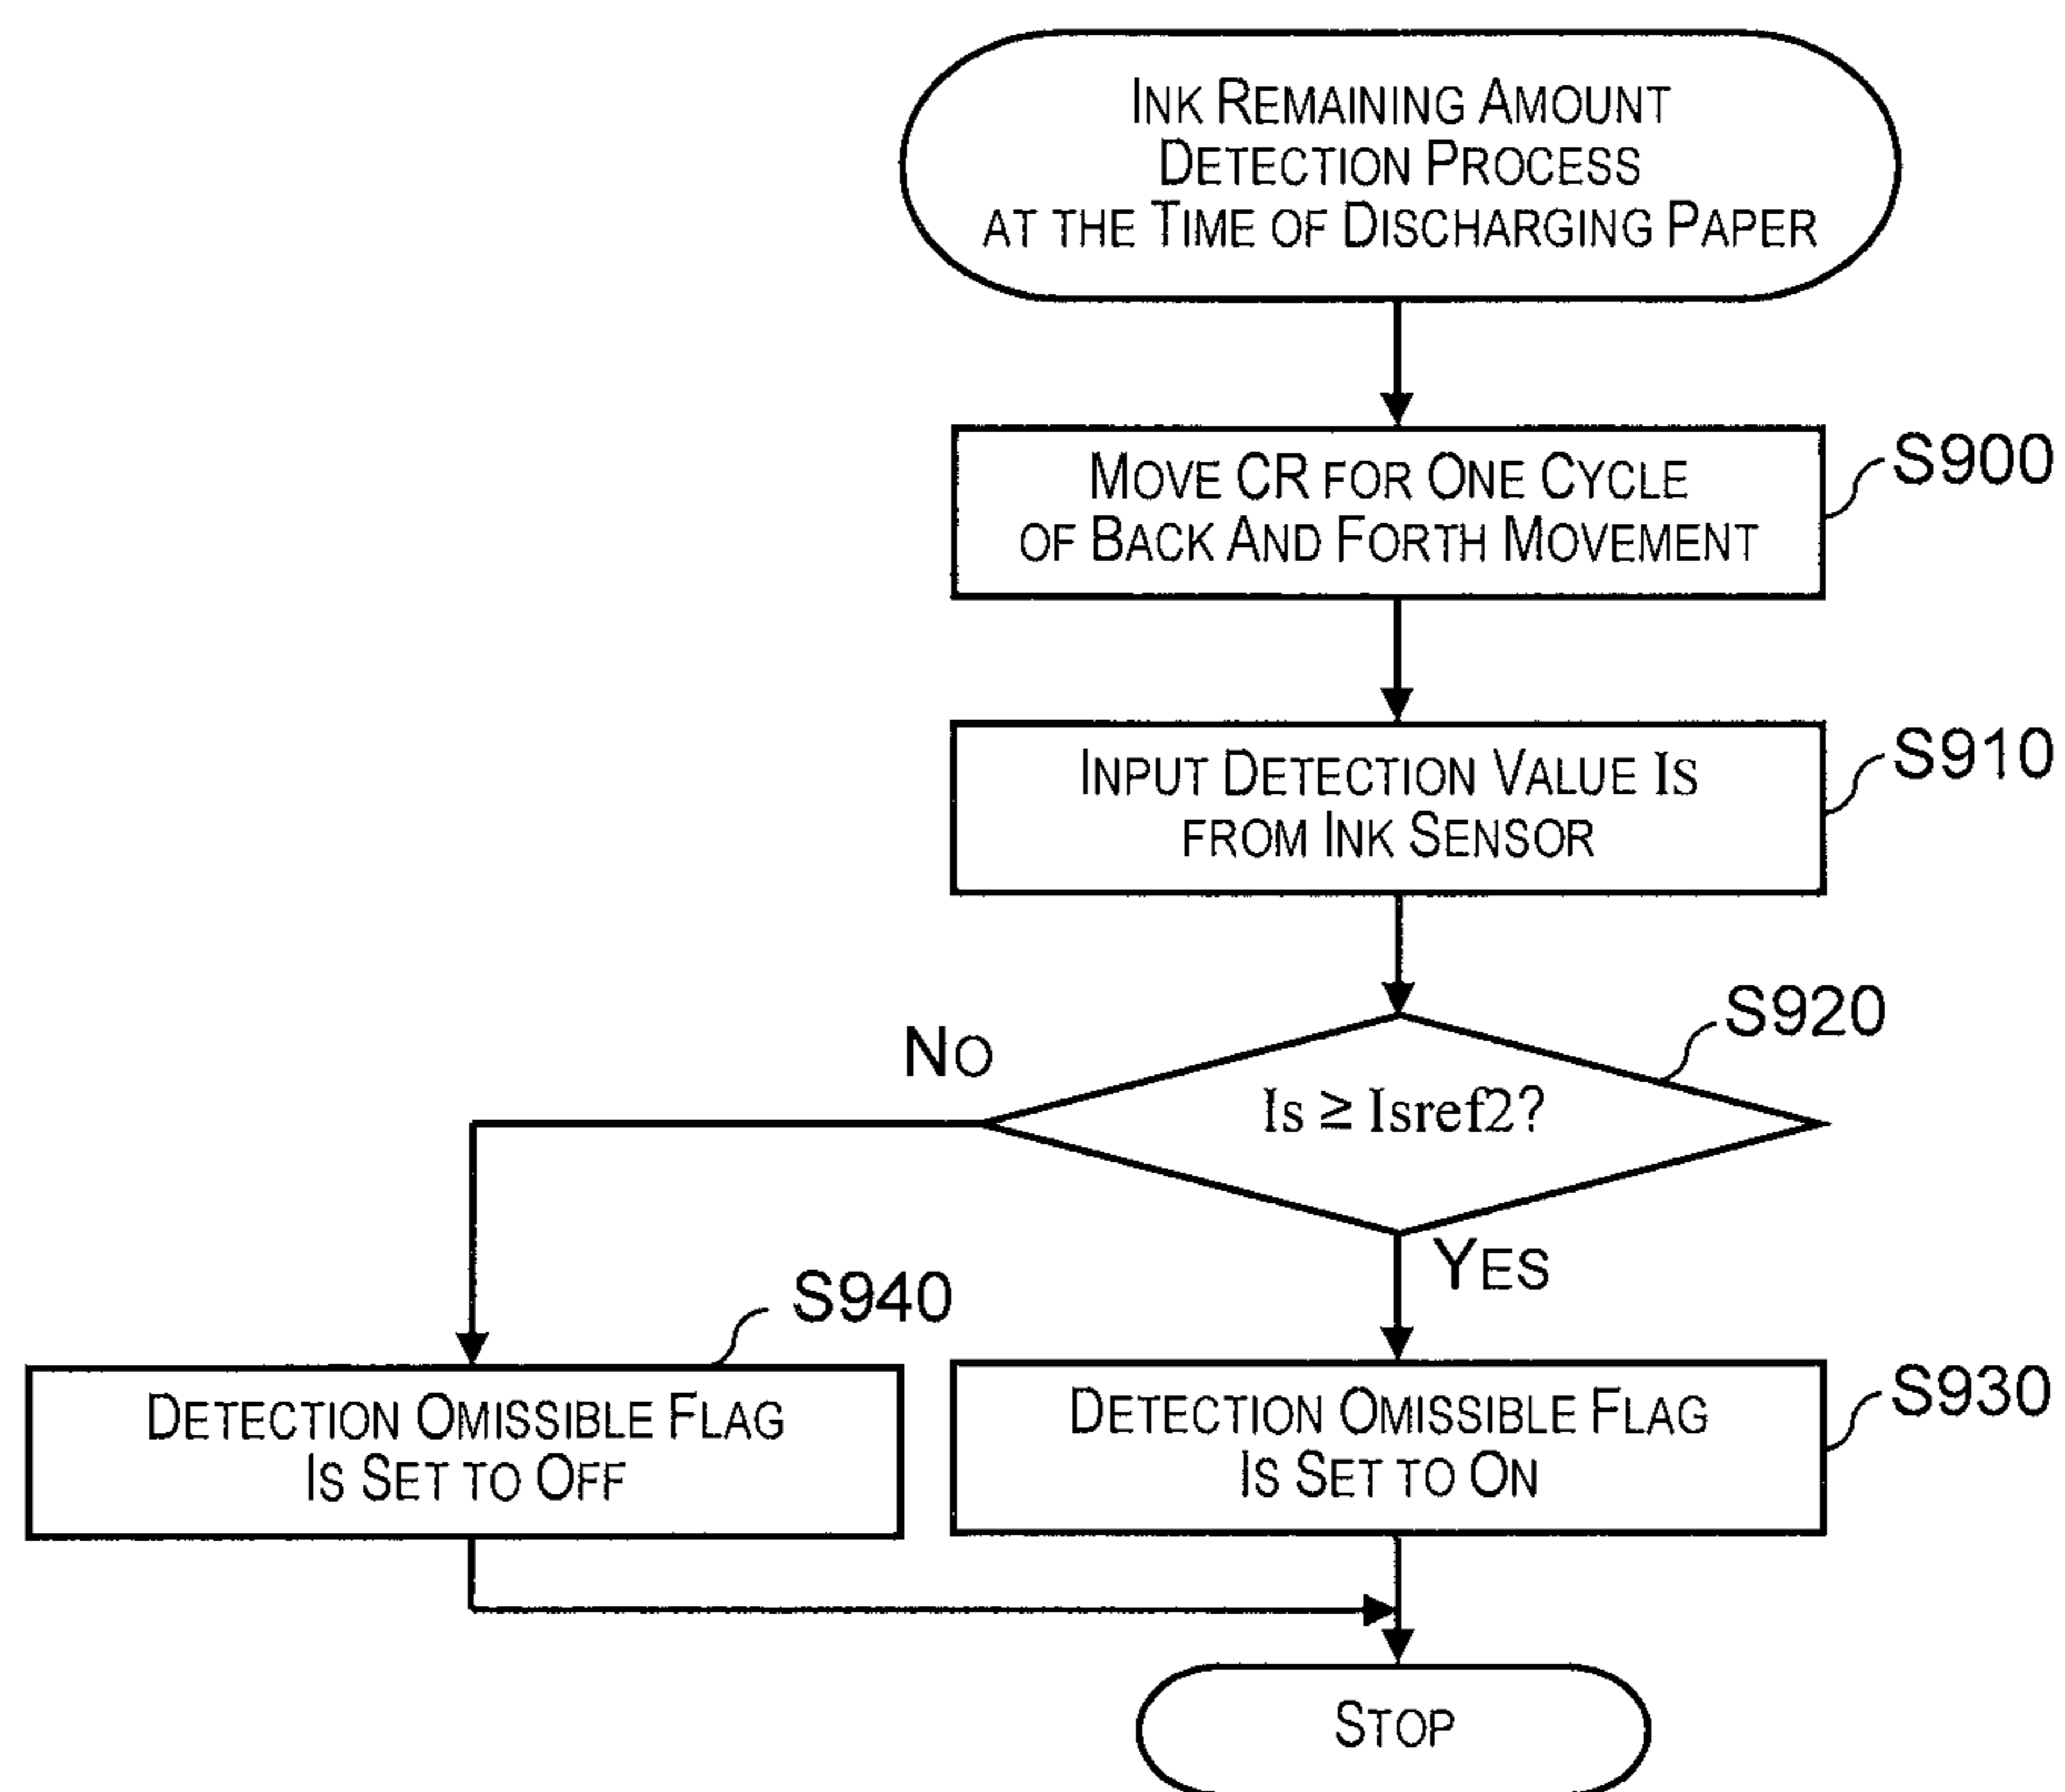 INK REMAINING AMOUNT
DETECTION PROCESS
AT THE TIME OF DISCHARGING PAPER
MOVE CR FOR ONE CYCLE
OF BACK AND FORTH MOVEMENT
S900
INPUT DETECTION VALUE Is
FROM INK SENSOR
S910
S920
NO
Is ≥ Isref2?
YES
S940
DETECTION OMISSIBLE FLAG
IS SET TO OFF
DETECTION OMISSIBLE FLAG
IS SET TO ON
S930
STOP